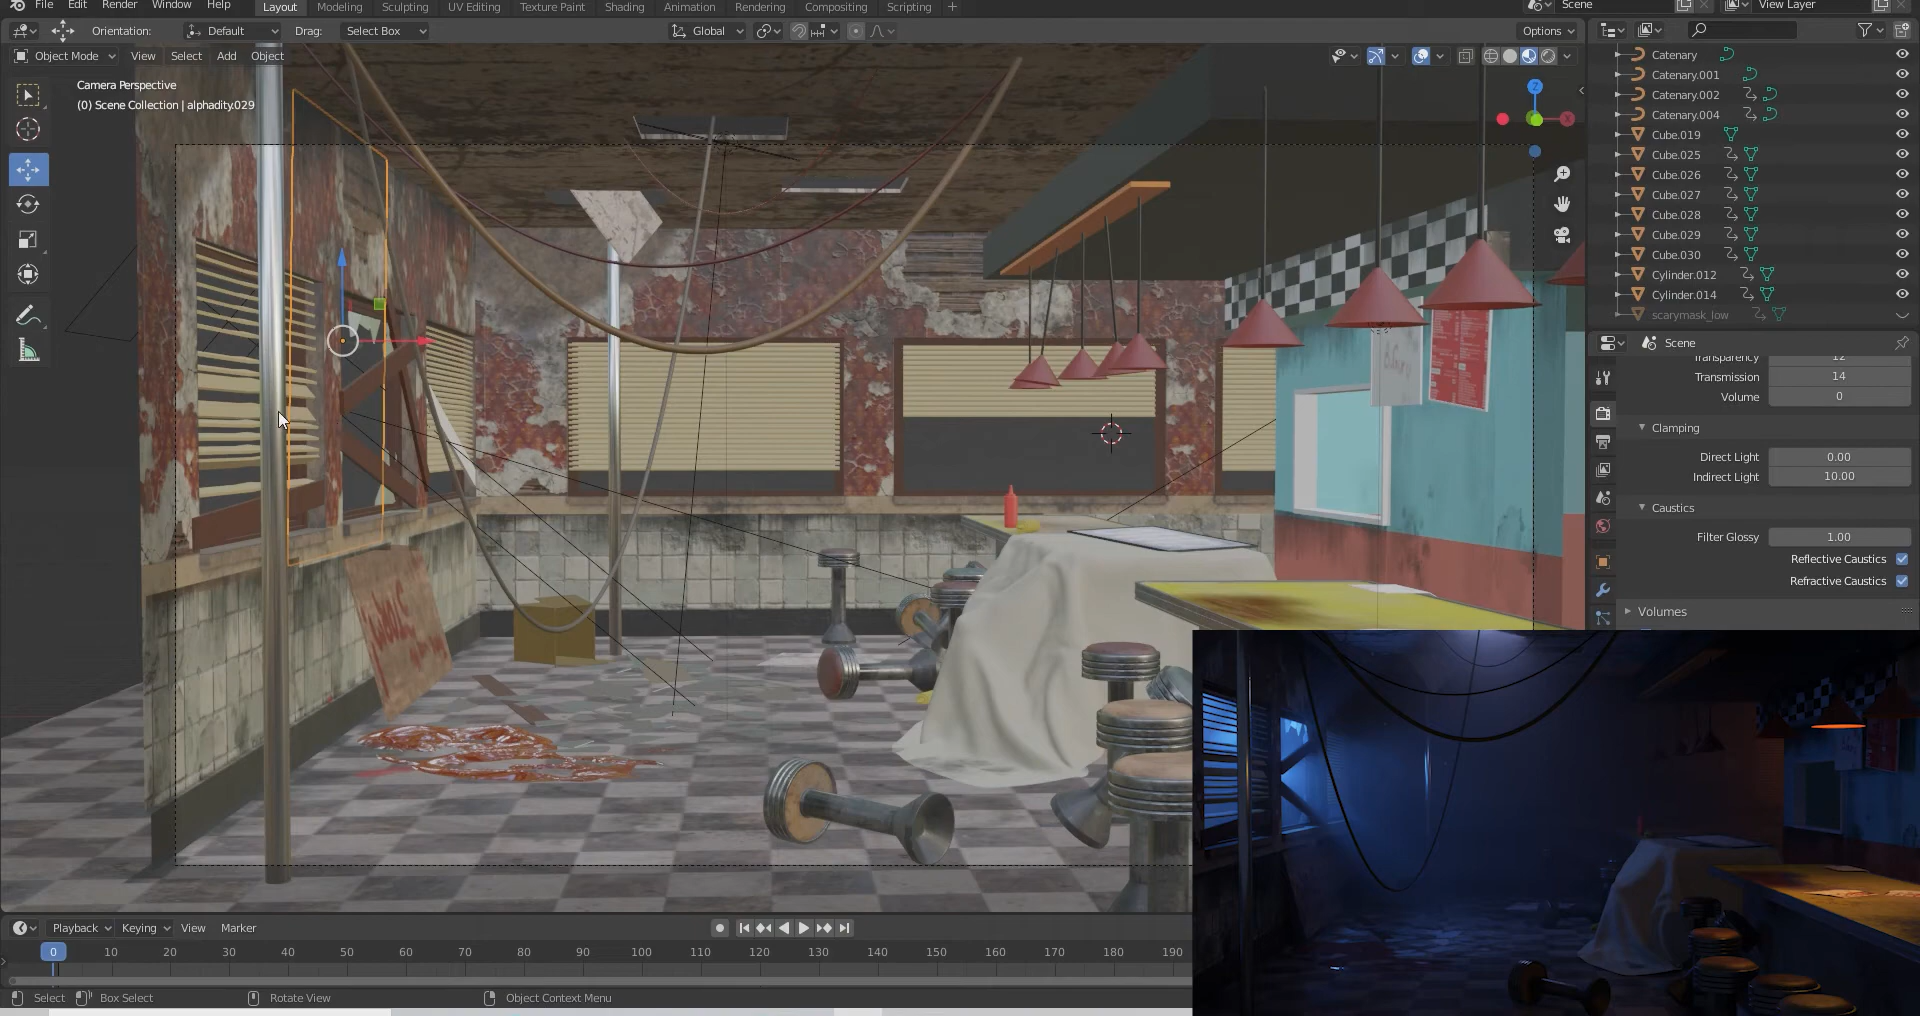 File Edit Render Window Help Layout Modeling Sculpting UV Editing Texture Paint Shading Animation Rendering Compositing Scripting + Scene View Layer
Orientation: Default Drag: Select Box Global Options
Object Mode View Select Add Object
Camera Perspective
(0) Scene Collection | alphadity.029
Z
Catenary
Catenary.001
Catenary.002
Catenary.004
Cube.019
Cube.025
Cube.026
Cube.027
Cube.028
Cube.029
Cube.030
Cylinder.012
Cylinder.014
scarymask_low
Scene
Transparency 12
Transmission 14
Volume 0
Clamping
Direct Light 0.00
Indirect Light 10.00
Caustics
Filter Glossy 1.00
Reflective Caustics
Refractive Caustics
Volumes
Playback Keying View Marker
0 10 20 30 40 50 60 70 80 90 100 110 120 130 140 150 160 170 180 190
Select Box Select Rotate View Object Context Menu